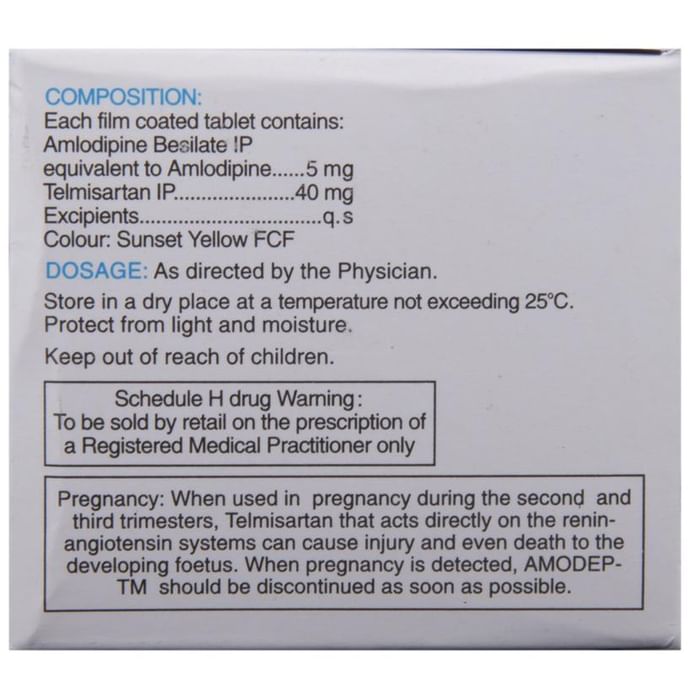 COMPOSITION:
Each film coated tablet contains:
Amlodipine Besilate IP
equivalent to Amlodipine......5 mg
Telmisartan IP......................40 mg
Excipients.................................q.s
Colour: Sunset Yellow FCF
DOSAGE: As directed by the Physician.
Store in a dry place at a temperature not exceeding 25°C.
Protect from light and moisture.
Keep out of reach of children.
Schedule H drug Warning:
To be sold by retail on the prescription of
a Registered Medical Practitioner only
Pregnancy: When used in pregnancy during the second and
third trimesters, Telmisartan that acts directly on the renin-
angiotensin systems can cause injury and even death to the
developing foetus. When pregnancy is detected, AMODEP-
TM should be discontinued as soon as possible.